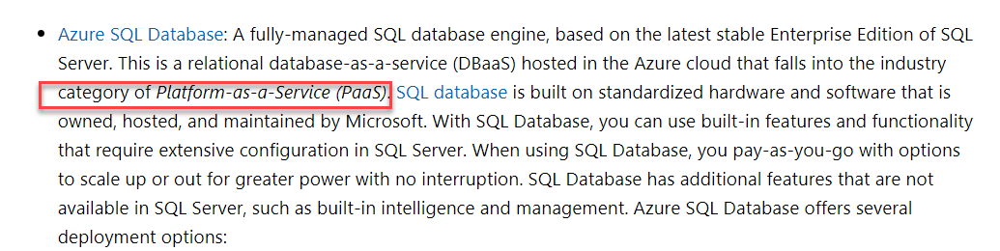 • Azure SQL Database: A fully-managed SQL database engine, based on the latest stable Enterprise Edition of SQL
Server. This is a relational database-as-a-service (DBaaS) hosted in the Azure cloud that falls into the industry
category of Platform-as-a-Service (PaaS). SQL database is built on standardized hardware and software that is
owned, hosted, and maintained by Microsoft. With SQL Database, you can use built-in features and functionality
that require extensive configuration in SQL Server. When using SQL Database, you pay-as-you-go with options
to scale up or out for greater power with no interruption. SQL Database has additional features that are not
available in SQL Server, such as built-in intelligence and management. Azure SQL Database offers several
deployment options: